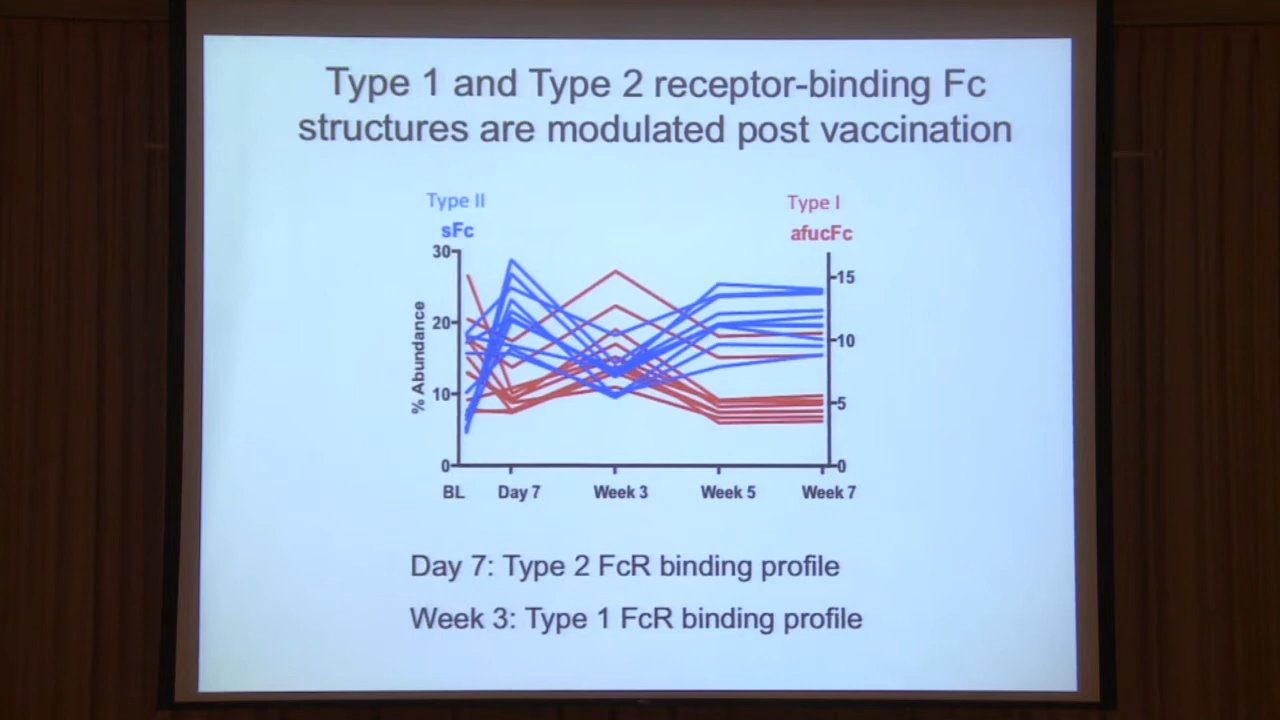 Type 1 and Type 2 receptor-binding Fc
structures are modulated post vaccination
Type II
sFc
Type I
afucFc
30
20
10
0
% Abundance
15
10
5
0
BL
Day 7
Week 3
Week 5
Week 7
Day 7: Type 2 FcR binding profile
Week 3: Type 1 FcR binding profile